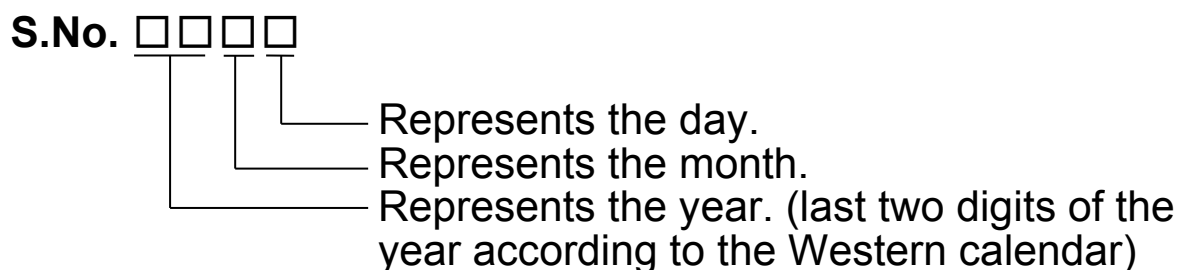 S.No. □□□□
Represents the day.
Represents the month.
Represents the year. (last two digits of the
year according to the Western calendar)